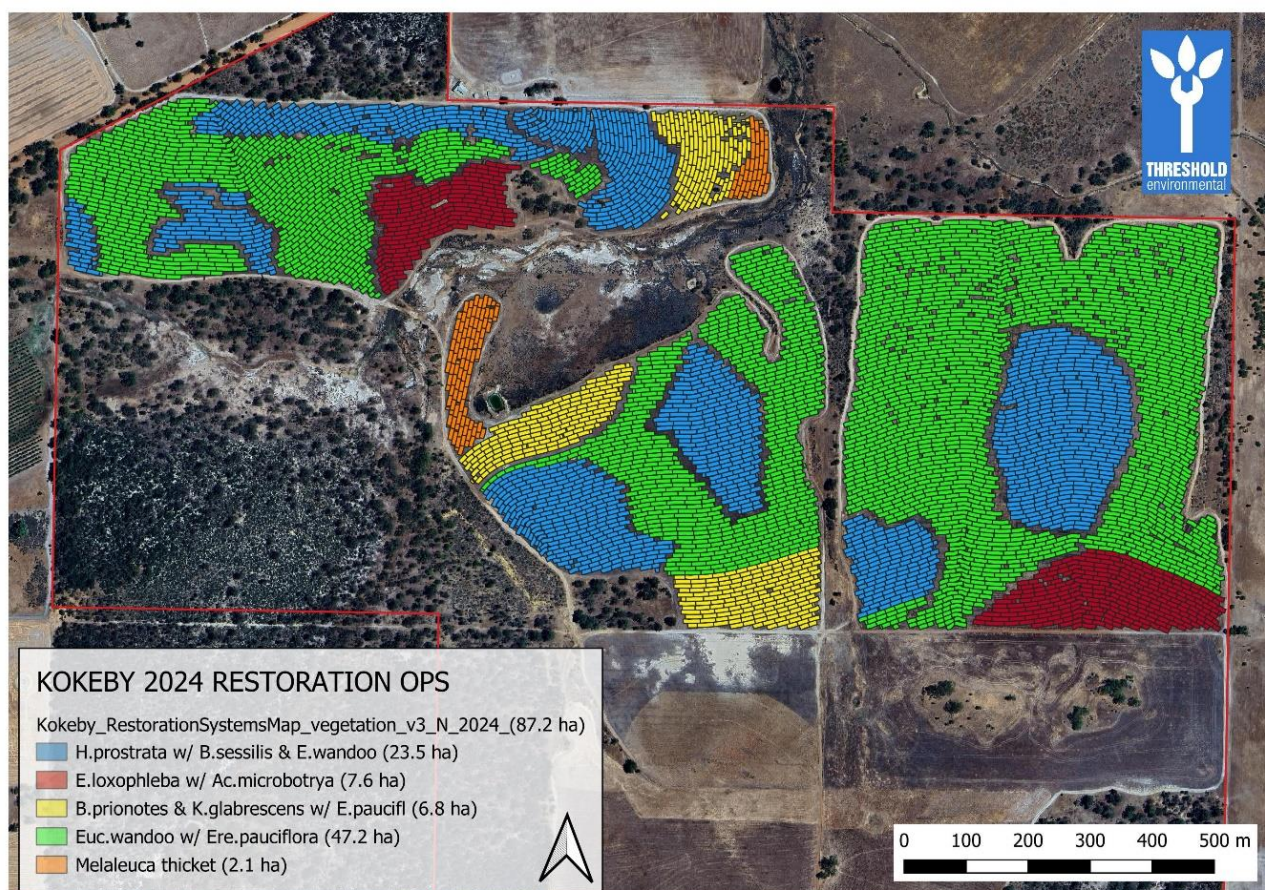 THRESHOLD
environmental
KOKEBY 2024 RESTORATION OPS
Kokeby_RestorationSystemsMap_vegetation_v3_N_2024_(87.2 ha)
H.prostrata w/ B.sessilis & E.wandoo (23.5 ha)
E.loxophleba w/ Ac.microbotrya (7.6 ha)
B.prionotes & K.glabrescens w/ E.paucifl (6.8 ha)
Euc.wandoo w/ Ere.pauciflora (47.2 ha)
Melaleuca thicket (2.1 ha)
0 100 200 300 400 500 m